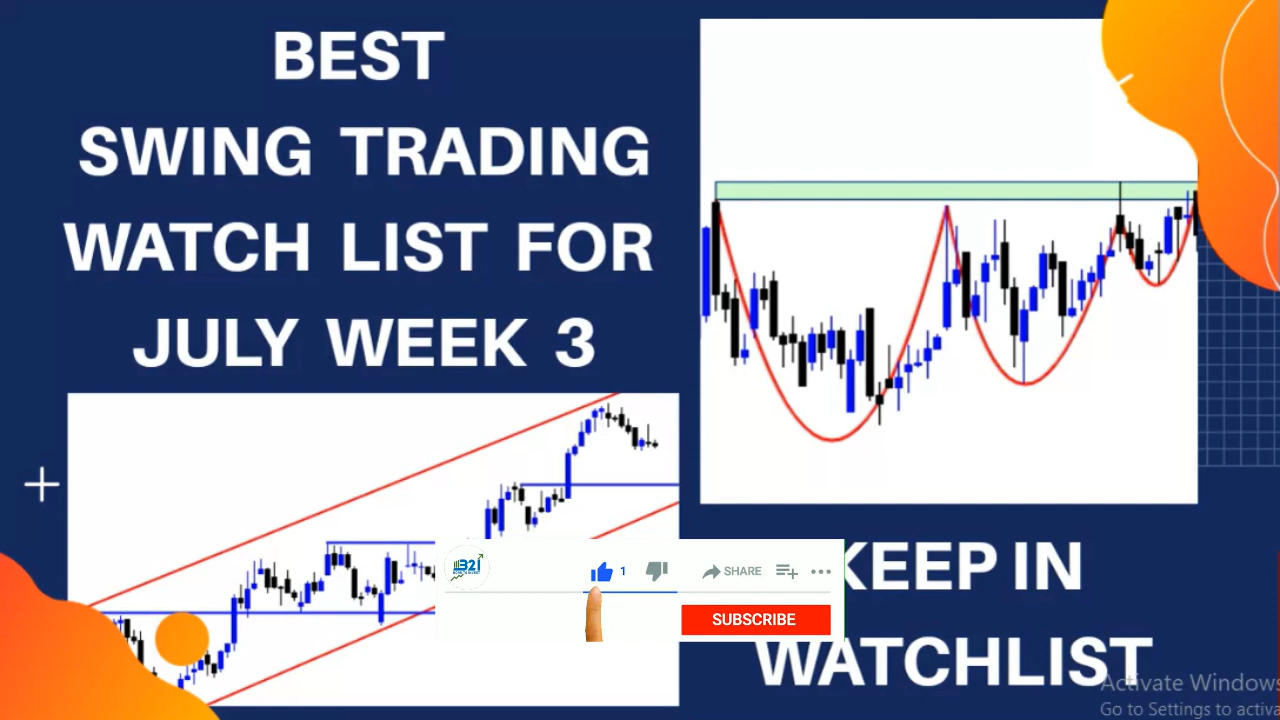 BEST
SWING TRADING
WATCH LIST FOR
JULY WEEK 3
B2I
1
SHARE
SUBSCRIBE
KEEP IN
WATCHLIST
Activate Windows
Go to Settings to activa